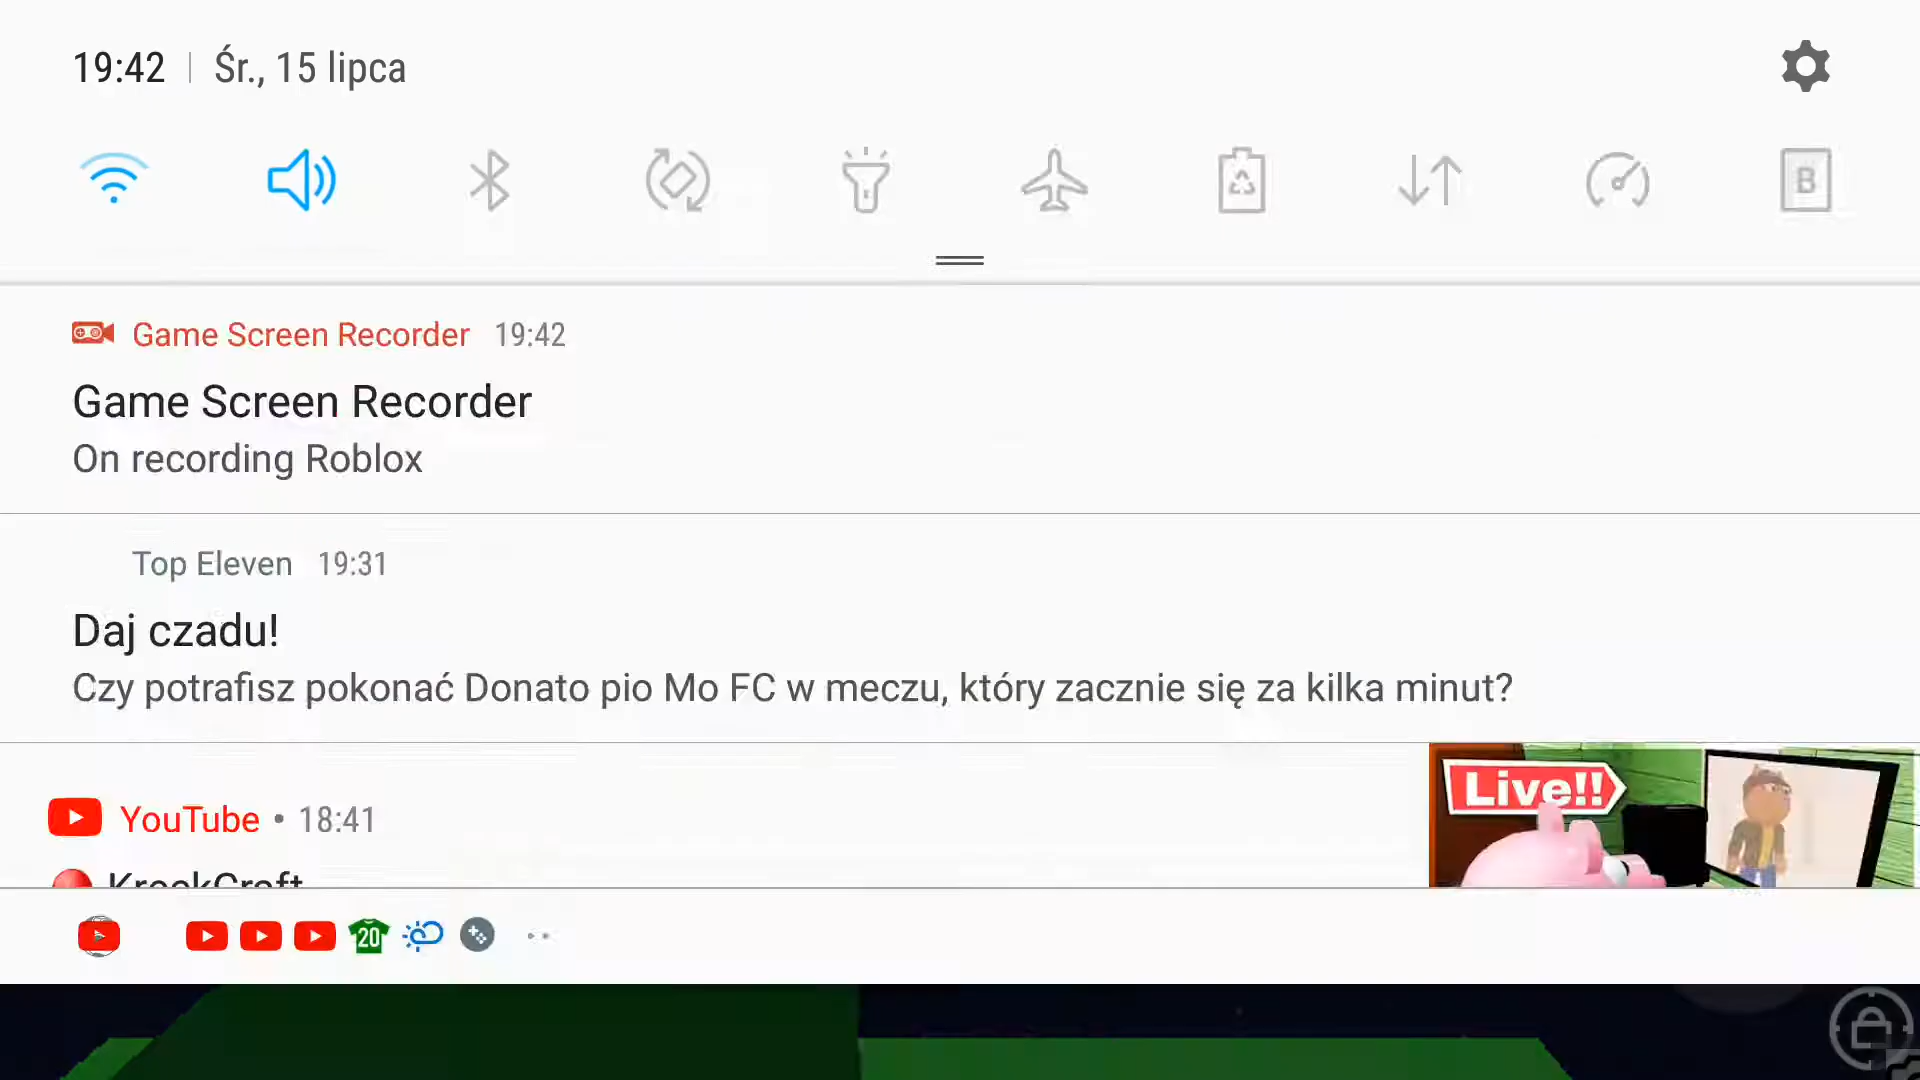 19:42 | Śr., 15 lipca
B
Game Screen Recorder 19:42
Game Screen Recorder
On recording Roblox
Top Eleven 19:31
Daj czadu!
Czy potrafisz pokonać Donato pio Mo FC w meczu, który zacznie się za kilka minut?
Live!!
YouTube • 18:41
KreekCraft
20